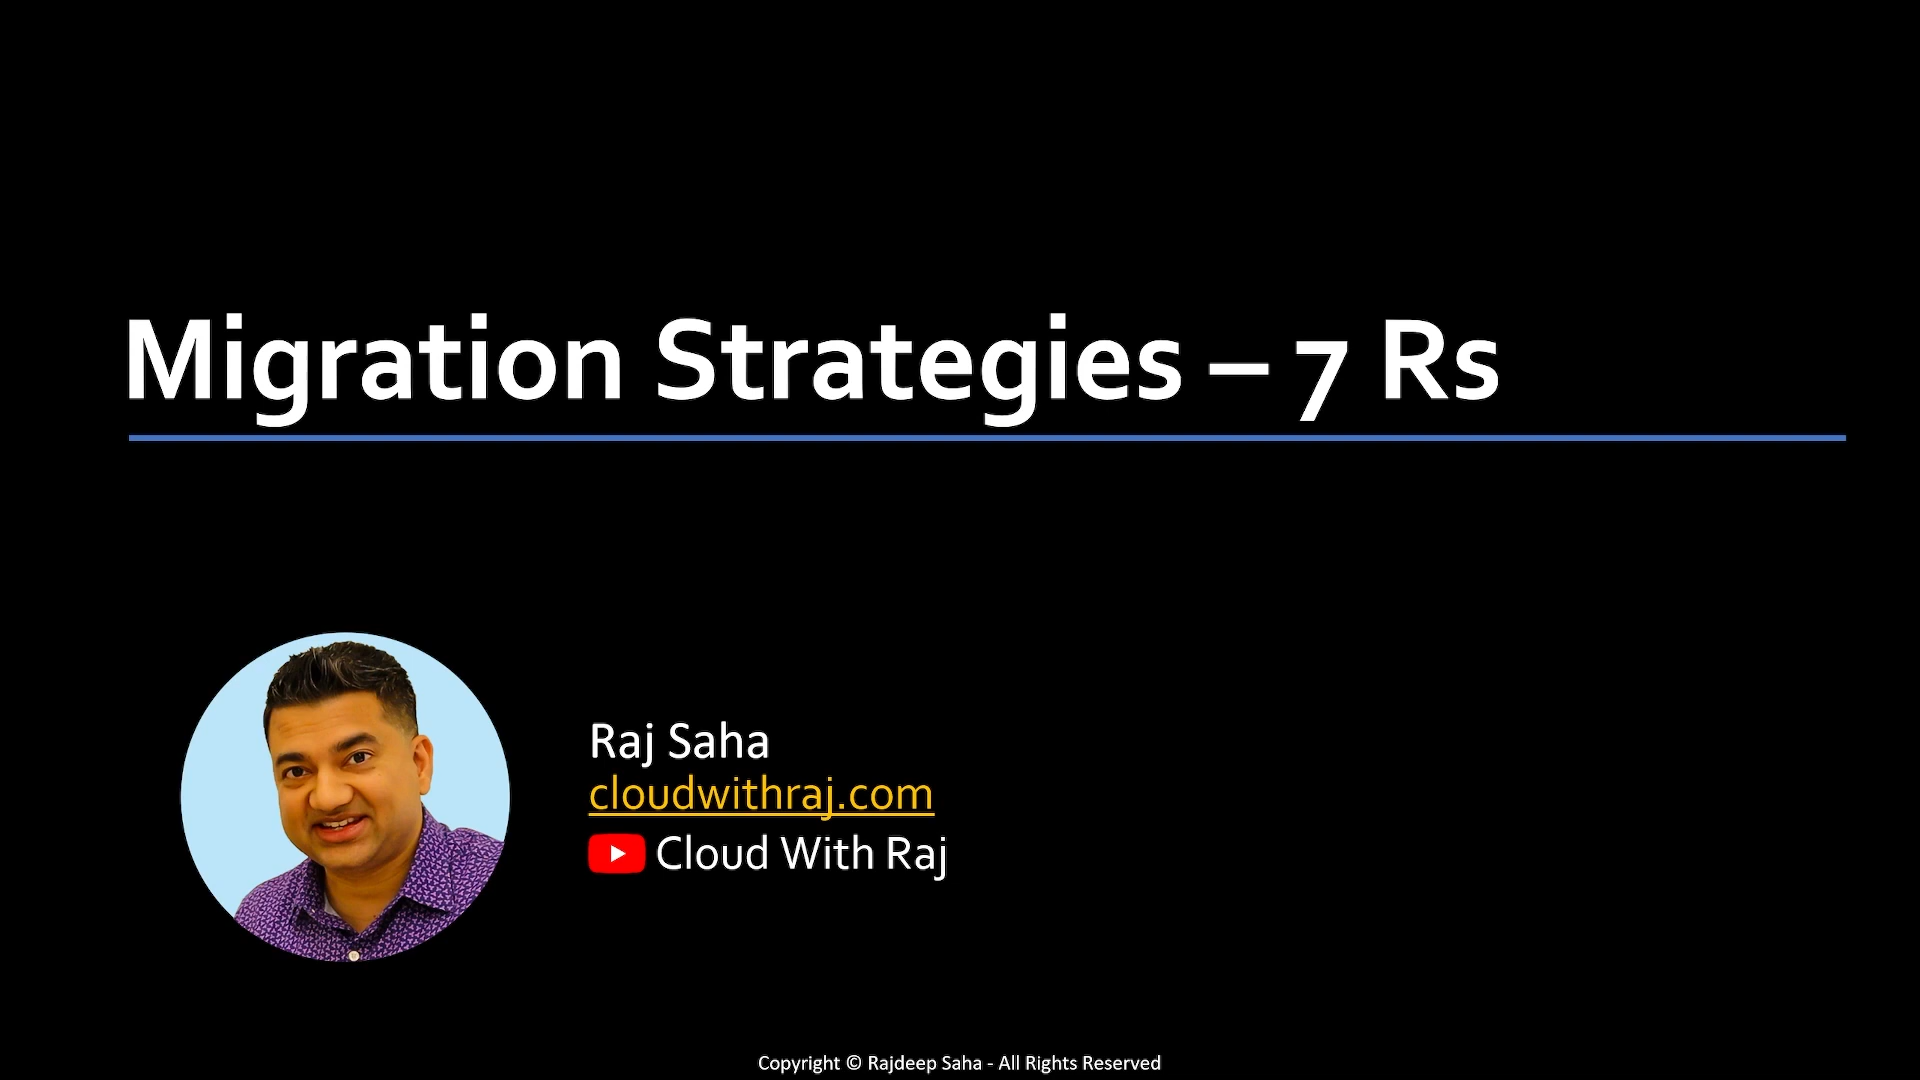 Migration Strategies – 7 Rs
Raj Saha
cloudwithraj.com
Cloud With Raj
Copyright © Rajdeep Saha - All Rights Reserved